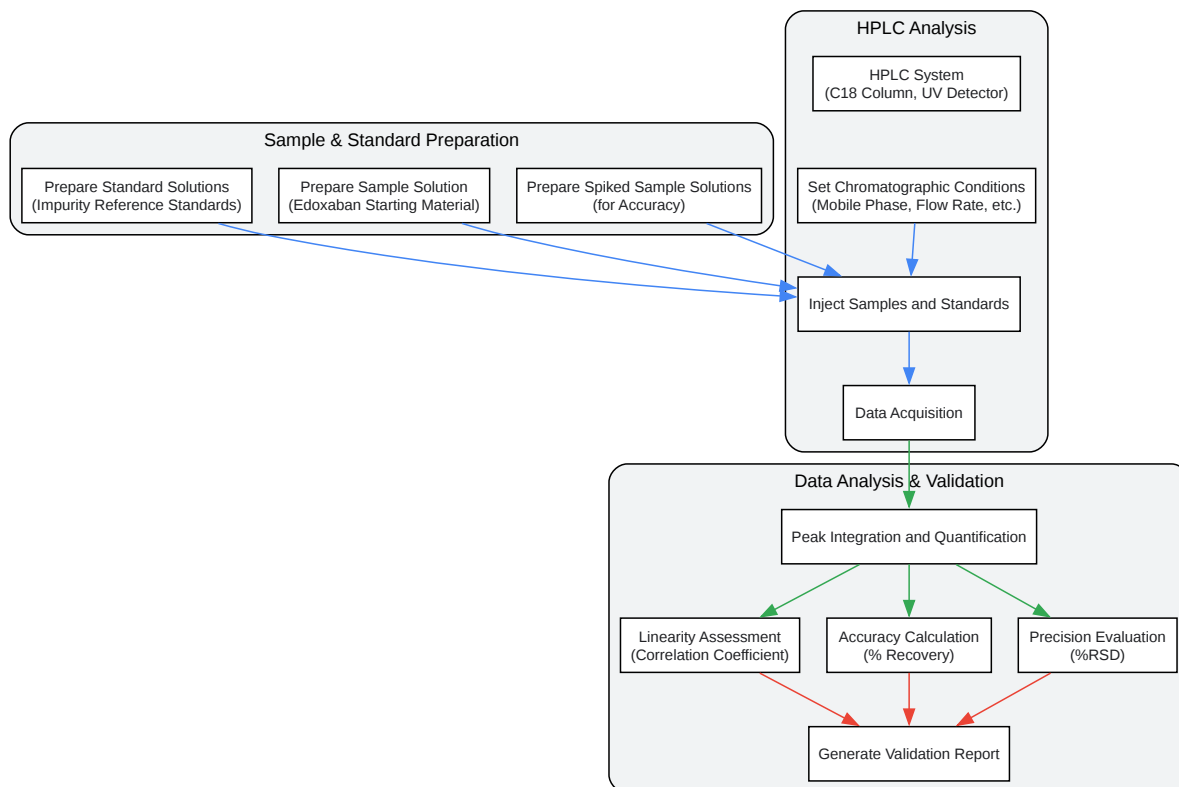 HPLC Analysis
HPLC System
(C18 Column, UV Detector)
Sample & Standard Preparation
Prepare Standard Solutions
(Impurity Reference Standards)
Prepare Sample Solution
(Edoxaban Starting Material)
Prepare Spiked Sample Solutions
(for Accuracy)
Set Chromatographic Conditions
(Mobile Phase, Flow Rate, etc.)
Inject Samples and Standards
Data Acquisition
Data Analysis & Validation
Peak Integration and Quantification
Linearity Assessment
(Correlation Coefficient)
Accuracy Calculation
(% Recovery)
Precision Evaluation
(%RSD)
Generate Validation Report